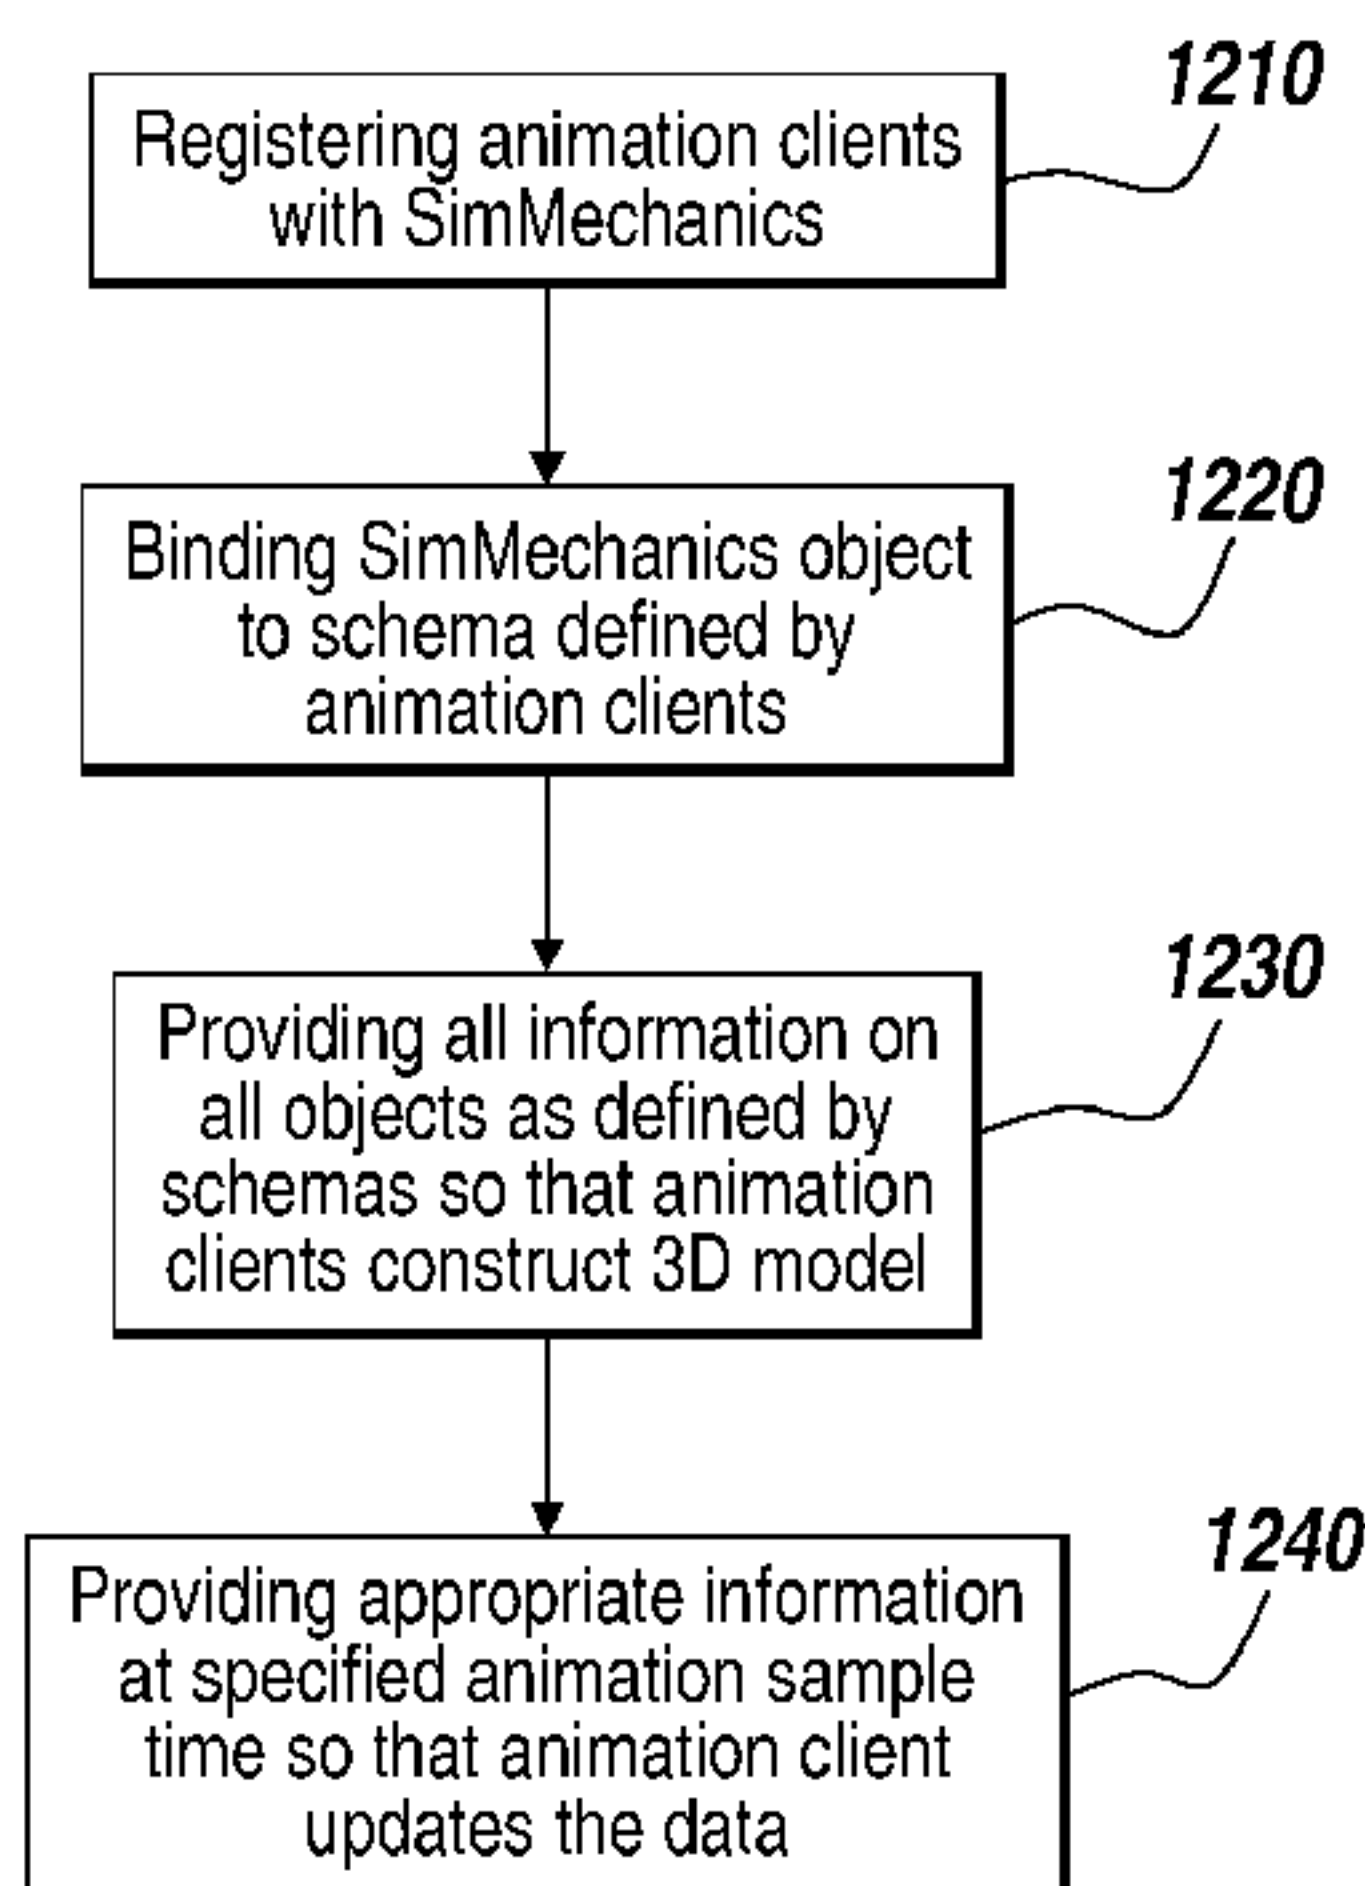 1210
Registering animation clients
with SimMechanics
1220
Binding SimMechanics object
to schema defined by
animation clients
1230
Providing all information on
all objects as defined by
schemas so that animation
clients construct 3D model
1240
Providing appropriate information
at specified animation sample
time so that animation client
updates the data